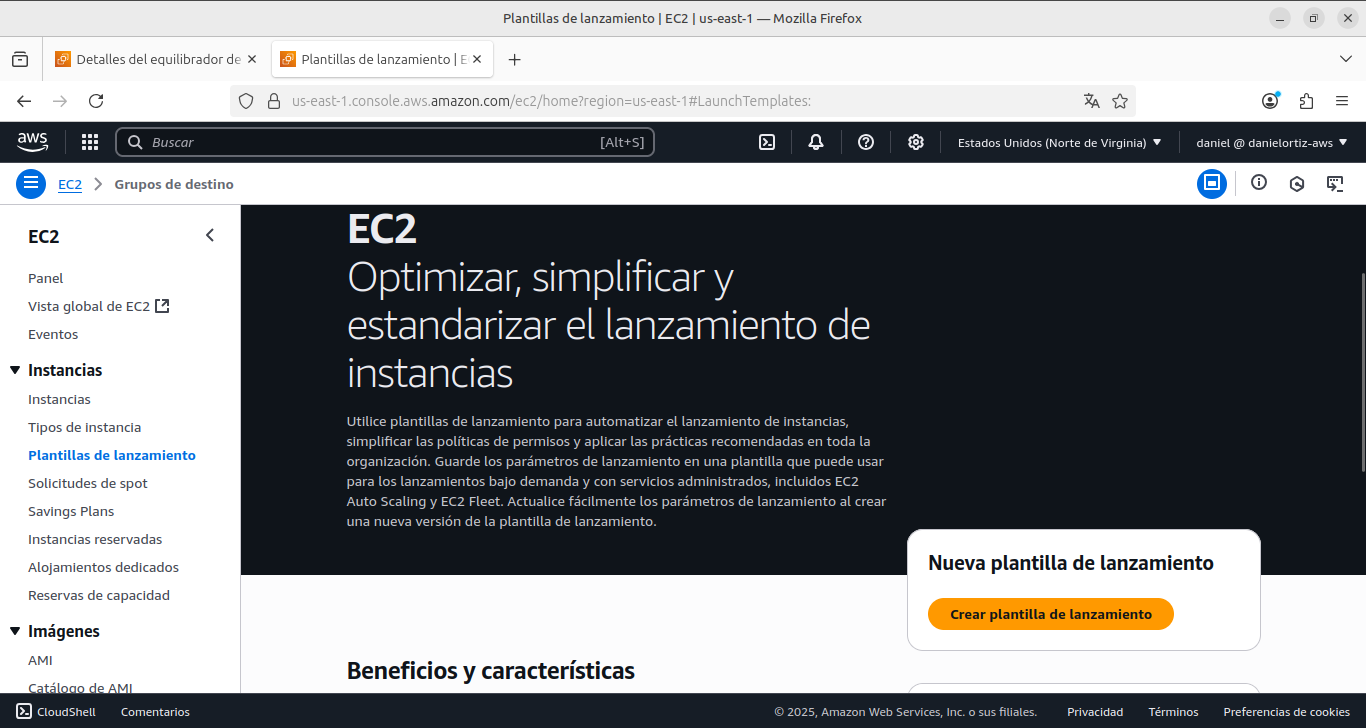 Plantillas de lanzamiento | EC2 | us-east-1 — Mozilla Firefox
Detalles del equilibrador de
Plantillas de lanzamiento | E
us-east-1.console.aws.amazon.com/ec2/home?region=us-east-1#LaunchTemplates:
aws
Buscar
[Alt+S]
Estados Unidos (Norte de Virginia)
daniel @ danielortiz-aws
EC2
Grupos de destino
EC2
Panel
Vista global de EC2
Eventos
Instancias
Instancias
Tipos de instancia
Plantillas de lanzamiento
Solicitudes de spot
Savings Plans
Instancias reservadas
Alojamientos dedicados
Reservas de capacidad
Imágenes
AMI
Catálogo de AMI
EC2
Optimizar, simplificar y
estandarizar el lanzamiento de
instancias
Utilice plantillas de lanzamiento para automatizar el lanzamiento de instancias,
simplificar las políticas de permisos y aplicar las prácticas recomendadas en toda la
organización. Guarde los parámetros de lanzamiento en una plantilla que puede usar
para los lanzamientos bajo demanda y con servicios administrados, incluidos EC2
Auto Scaling y EC2 Fleet. Actualice fácilmente los parámetros de lanzamiento al crear
una nueva versión de la plantilla de lanzamiento.
Nueva plantilla de lanzamiento
Crear plantilla de lanzamiento
Beneficios y características
CloudShell
Comentarios
© 2025, Amazon Web Services, Inc. o sus filiales.
Privacidad
Términos
Preferencias de cookies